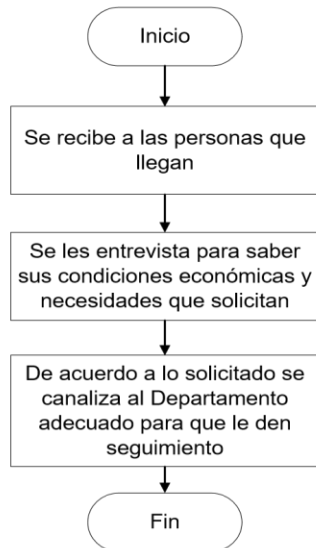 Inicio
Se recibe a las personas que
llegan
Se les entrevista para saber
sus condiciones económicas y
necesidades que solicitan
De acuerdo a lo solicitado se
canaliza al Departamento
adecuado para que le den
seguimiento
Fin